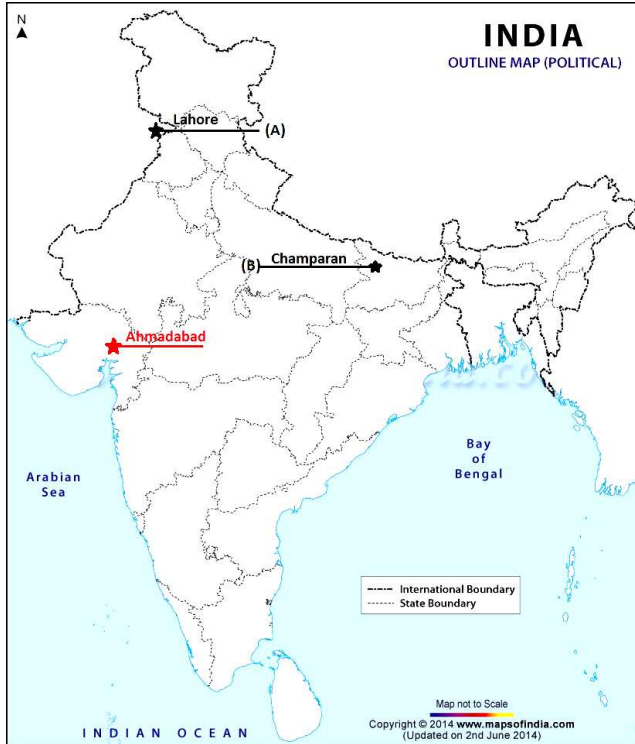 N
INDIA
OUTLINE MAP (POLITICAL)
Lahore
(A)
(B)
Champaran
Ahmadabad
Arabian
Sea
Bay
of
Bengal
International Boundary
State Boundary
Map not to Scale
Copyright © 2014 www.mapsofindia.com
(Updated on 2nd June 2014)
INDIAN OCEAN